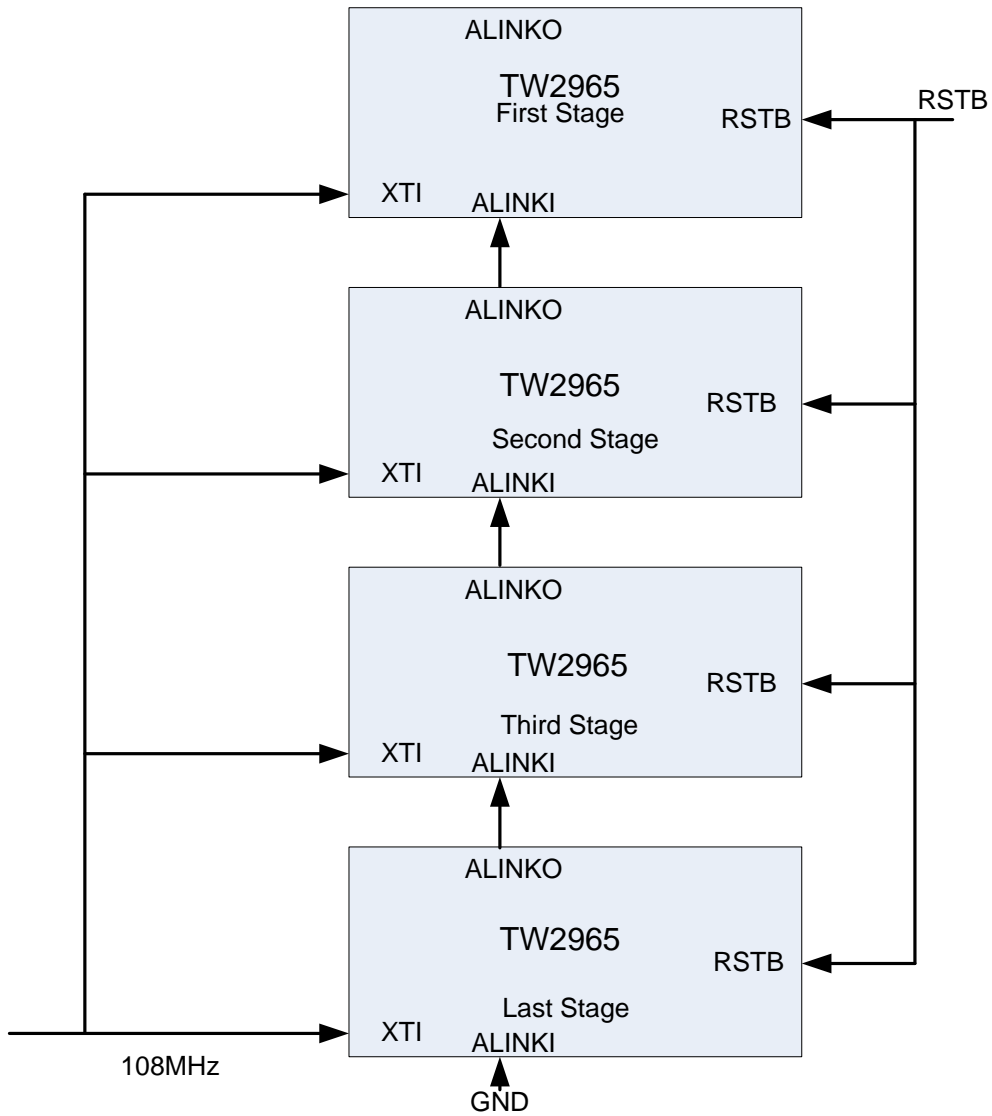 ALINKO
TW2965
First Stage
RSTB
RSTB
XTI
ALINKI
ALINKO
TW2965
RSTB
Second Stage
XTI
ALINKI
ALINKO
TW2965
RSTB
Third Stage
XTI
ALINKI
ALINKO
TW2965
RSTB
Last Stage
XTI
ALINKI
108MHz
GND